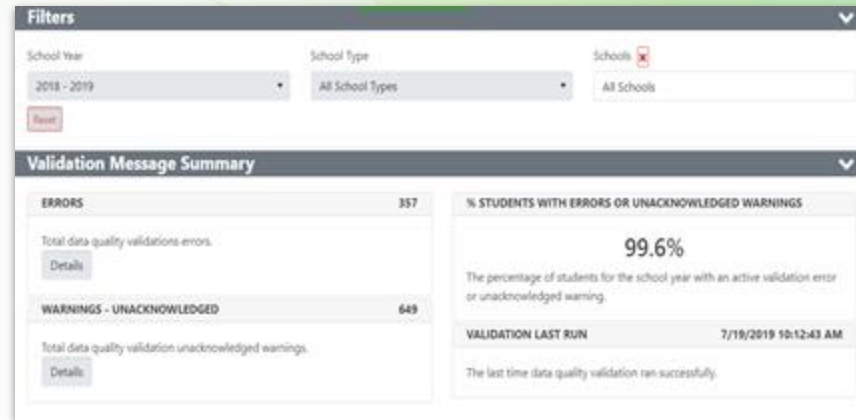 Filters
School Year
School Type
Schools x
2018 - 2019
All School Types
All Schools
Reset
Validation Message Summary
ERRORS 357
Total data quality validations errors.
Details
WARNINGS - UNACKNOWLEDGED 649
Total data quality validation unacknowledged warnings.
Details
% STUDENTS WITH ERRORS OR UNACKNOWLEDGED WARNINGS
99.6%
The percentage of students for the school year with an active validation error
or unacknowledged warning.
VALIDATION LAST RUN 7/19/2019 10:12:43 AM
The last time data quality validation ran successfully.